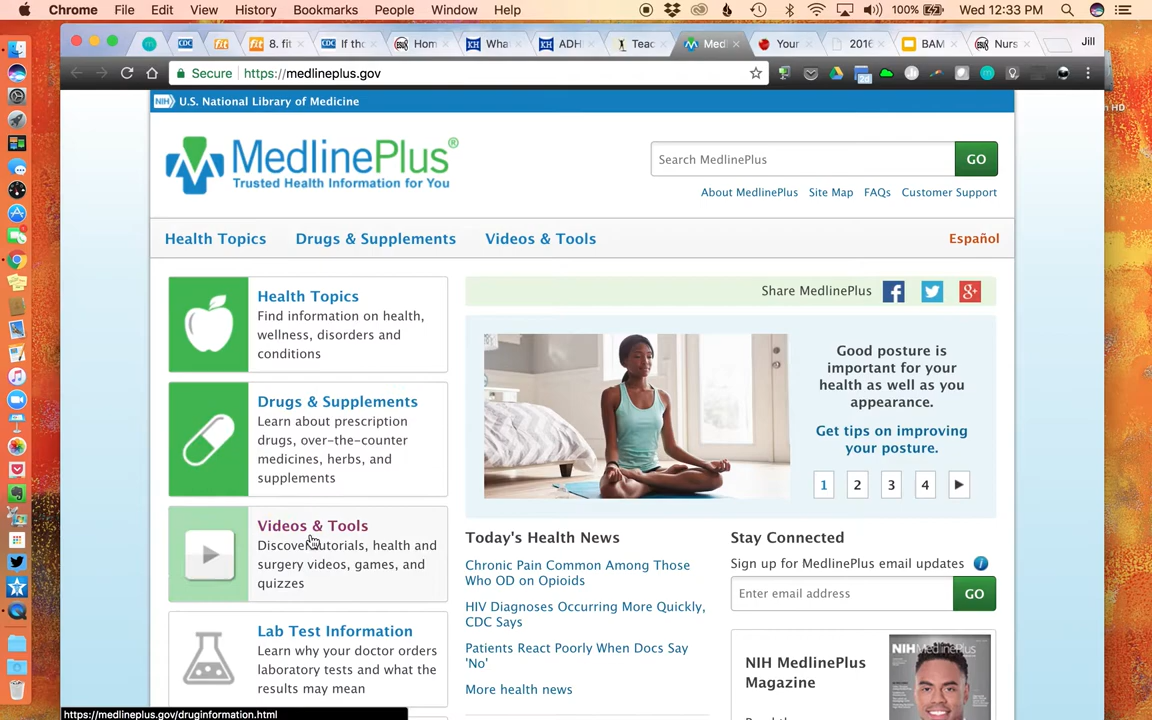 Chrome File Edit View History Bookmarks People Window Help 100% Wed 12:33 PM
CDC fit 8. fit CDC If tho Hom KH Wha KH ADH Teac Med Your 2016 BAM Nurs Jill
Secure https://medlineplus.gov
NIH U.S. National Library of Medicine
MedlinePlus®
Trusted Health Information for You
Search MedlinePlus GO
About MedlinePlus Site Map FAQs Customer Support
Health Topics Drugs & Supplements Videos & Tools Español
Health Topics
Find information on health,
wellness, disorders and
conditions
Drugs & Supplements
Learn about prescription
drugs, over-the-counter
medicines, herbs, and
supplements
Videos & Tools
Discover tutorials, health and
surgery videos, games, and
quizzes
Lab Test Information
Learn why your doctor orders
laboratory tests and what the
results may mean
Share MedlinePlus
Good posture is
important for your
health as well as you
appearance.
Get tips on improving
your posture.
1 2 3 4
Today's Health News
Chronic Pain Common Among Those
Who OD on Opioids
HIV Diagnoses Occurring More Quickly,
CDC Says
Patients React Poorly When Docs Say
'No'
More health news
Stay Connected
Sign up for MedlinePlus email updates
Enter email address GO
NIH MedlinePlus
Magazine
NIHMedlinePlus
https://medlineplus.gov/druginformation.html